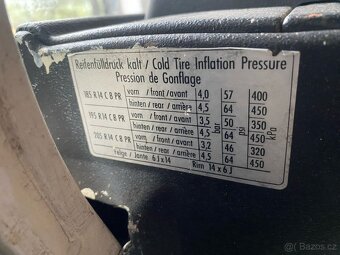 Reifenfülldruck kalt / Cold Tire Inflation Pressure
Pression de Gonflage
185 R 14 C 8 PR vorn / front / avant 4,0 57 400
hinten / rear / arrière 4,5 64 450
195 R 14 C 8 PR vorn / front / avant 3,5 50 350
hinten / rear / arrière 4,5 64 450
205 R 14 C 8 PR vorn / front / avant 3,2 46 320
hinten / rear / arrière 4,5 64 450
bar psi kPa
Felge / Jante 6 J x 14 Rim 14 x 6 J
bazos.cz